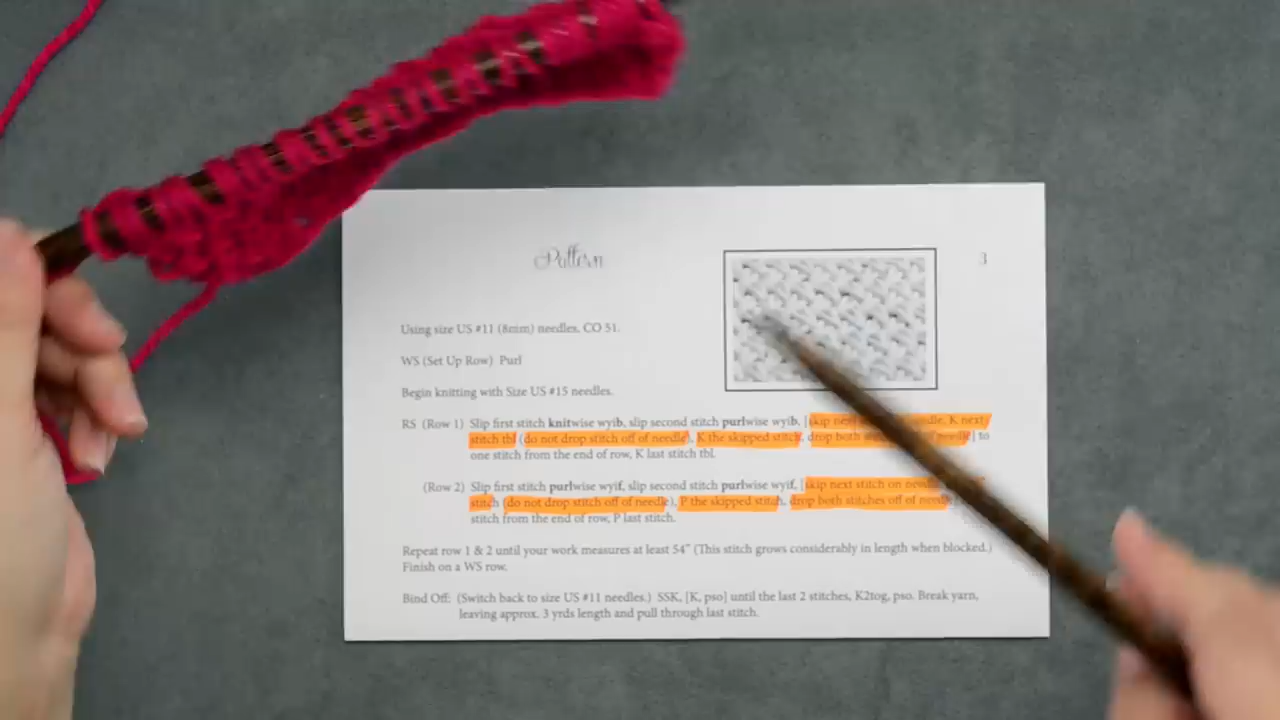 Pattern
3
Using size US #11 (8mm) needles, CO 51.
WS (Set Up Row) Purl
Begin knitting with Size US #15 needles.
RS (Row 1) Slip first stitch knitwise wyib, slip second stitch purlwise wyib, [skip next needle, K next
stitch tbl (do not drop stitch off of needle), K the skipped stitch, drop both of needle] to
one stitch from the end of row, K last stitch tbl.
(Row 2) Slip first stitch purlwise wyif, slip second stitch purlwise wyif, [skip next stitch on
stitch (do not drop stitch off of needle), P the skipped stitch, drop both stitches off of needle
stitch from the end of row, P last stitch.
Repeat row 1 & 2 until your work measures at least 54" (This stitch grows considerably in length when blocked.)
Finish on a WS row.
Bind Off: (Switch back to size US #11 needles.) SSK, [K, pso] until the last 2 stitches, K2tog, pso. Break yarn,
leaving approx. 3 yrds length and pull through last stitch.